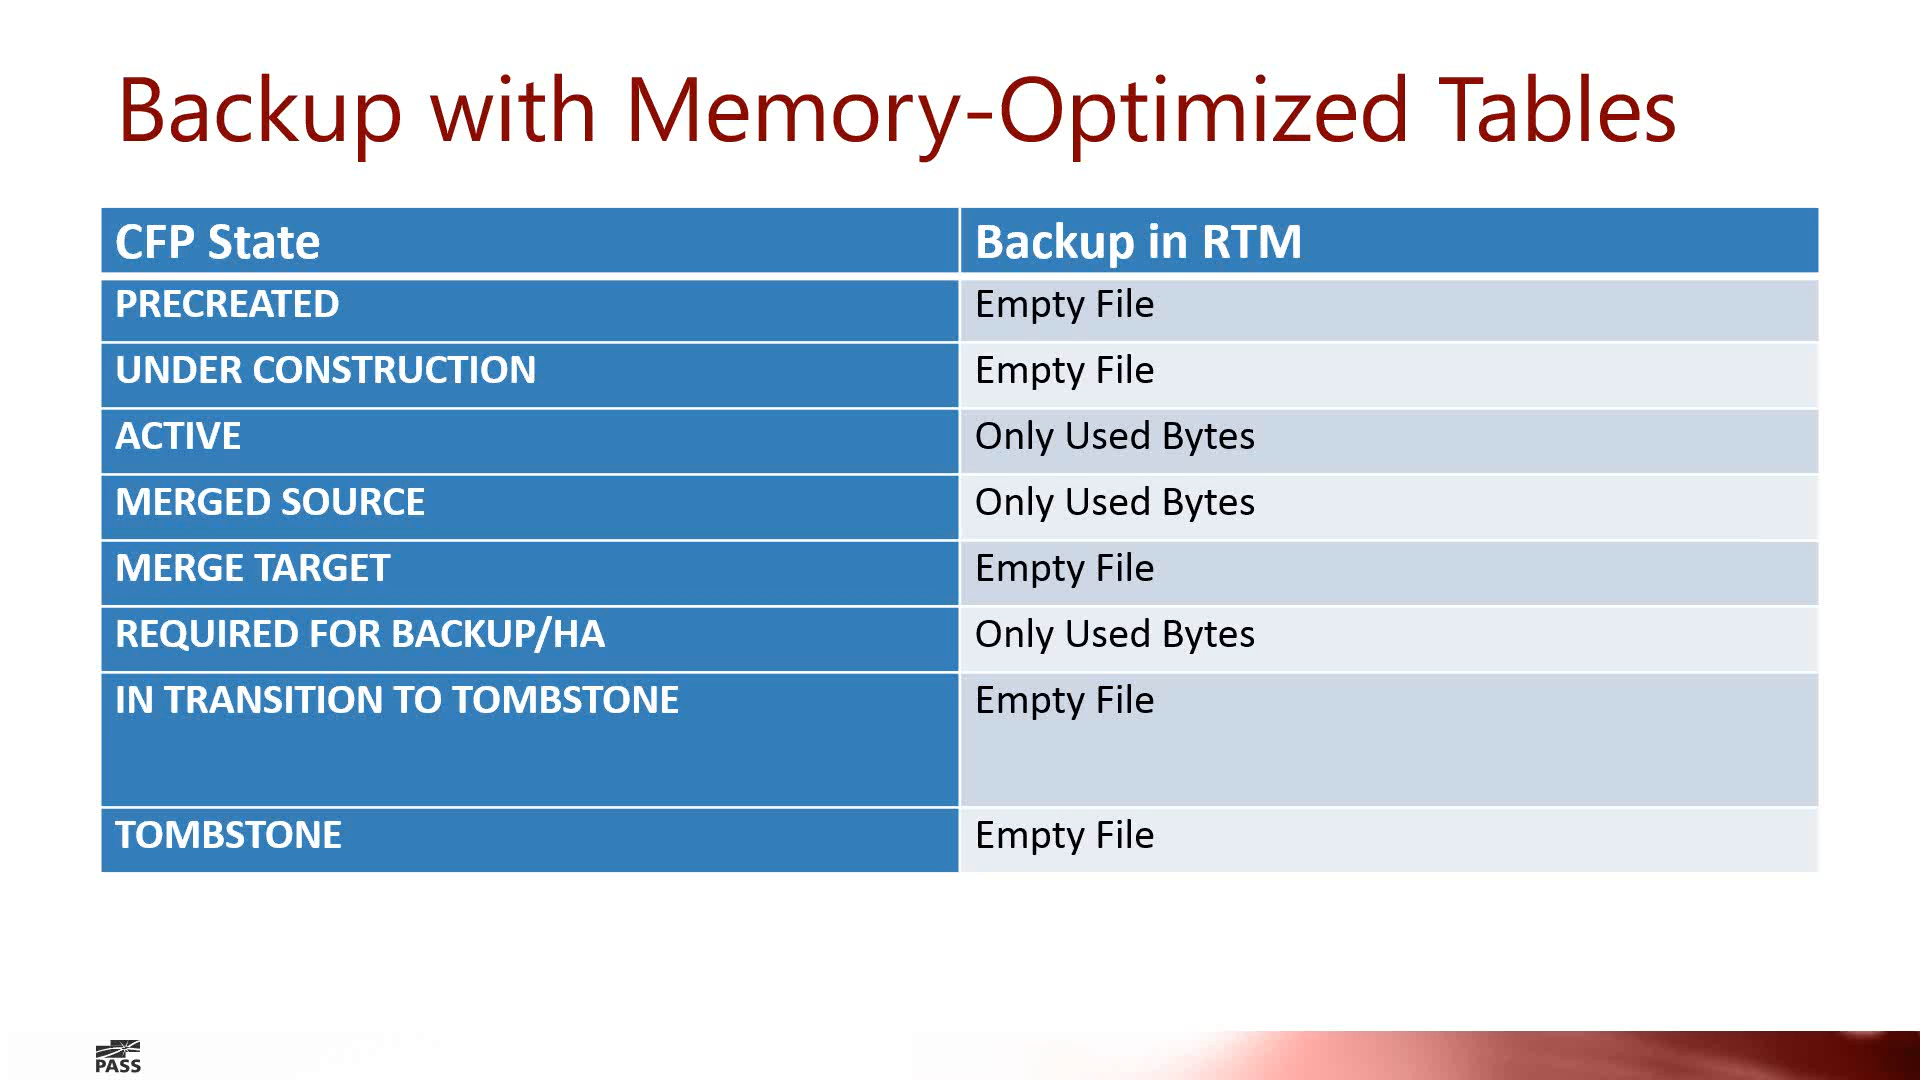 Backup with Memory-Optimized Tables
CFP State Backup in RTM
PRECREATED Empty File
UNDER CONSTRUCTION Empty File
ACTIVE Only Used Bytes
MERGED SOURCE Only Used Bytes
MERGE TARGET Empty File
REQUIRED FOR BACKUP/HA Only Used Bytes
IN TRANSITION TO TOMBSTONE Empty File
TOMBSTONE Empty File
PASS